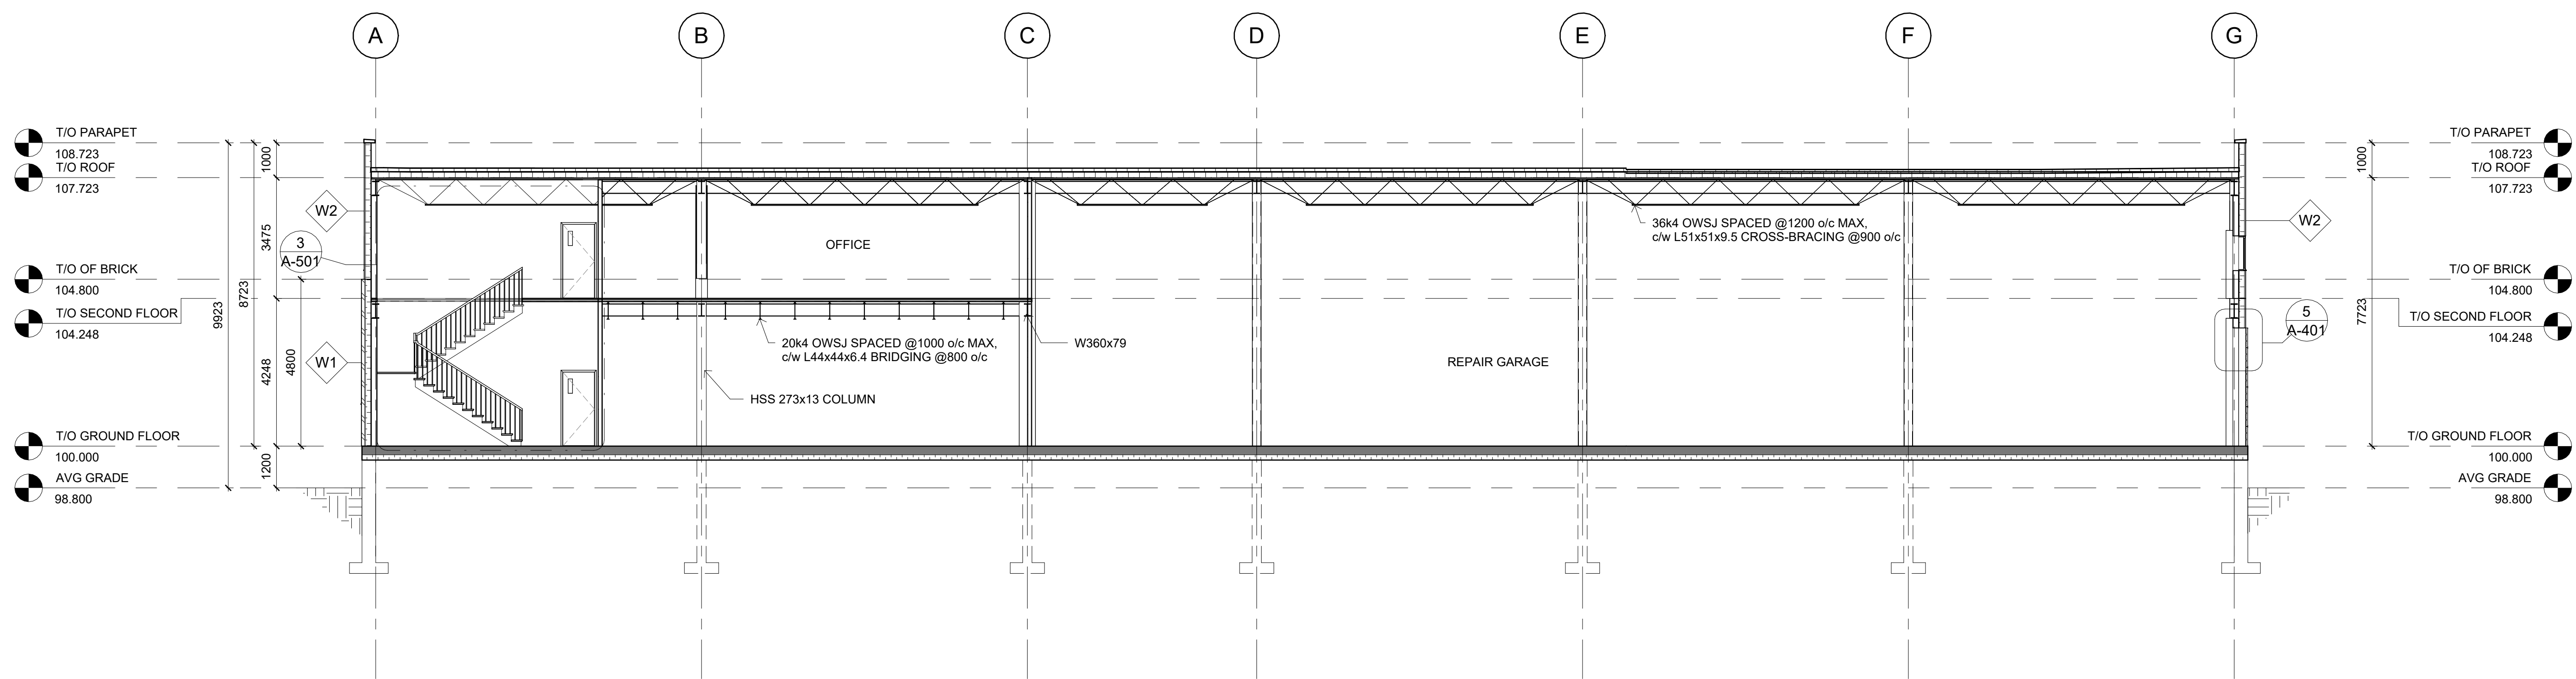 A
B
C
D
E
F
G
T/O PARAPET
108.723
T/O ROOF
107.723
T/O OF BRICK
104.800
T/O SECOND FLOOR
104.248
T/O GROUND FLOOR
100.000
AVG GRADE
98.800
9923
8723
1000
3475
4248
4800
1200
W2
3
A-501
W1
OFFICE
20k4 OWSJ SPACED @1000 o/c MAX,
c/w L44x44x6.4 BRIDGING @800 o/c
W360x79
HSS 273x13 COLUMN
36k4 OWSJ SPACED @1200 o/c MAX,
c/w L51x51x9.5 CROSS-BRACING @900 o/c
REPAIR GARAGE
W2
5
A-401
1000
7723
T/O PARAPET
108.723
T/O ROOF
107.723
T/O OF BRICK
104.800
T/O SECOND FLOOR
104.248
T/O GROUND FLOOR
100.000
AVG GRADE
98.800